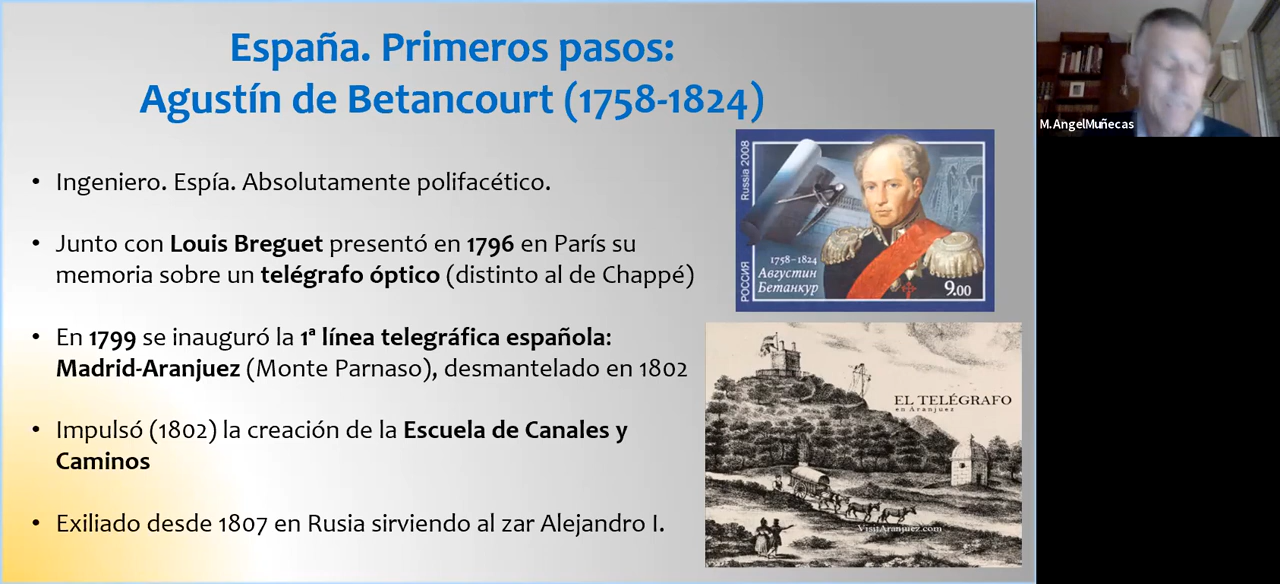 España. Primeros pasos:
Agustín de Betancourt (1758-1824)
• Ingeniero. Espía. Absolutamente polifacético.
• Junto con Louis Breguet presentó en 1796 en París su
memoria sobre un telégrafo óptico (distinto al de Chappé)
• En 1799 se inauguró la 1ª línea telegráfica española:
Madrid-Aranjuez (Monte Parnaso), desmantelado en 1802
• Impulsó (1802) la creación de la Escuela de Canales y
Caminos
• Exiliado desde 1807 en Rusia sirviendo al zar Alejandro I.
Russia 2008
РОССИЯ
1758–1824
Августин
Бетанкур
9.00
EL TELÉGRAFO
en Aranjuez
VisitAranjuez.com
M.AngelMuñecas